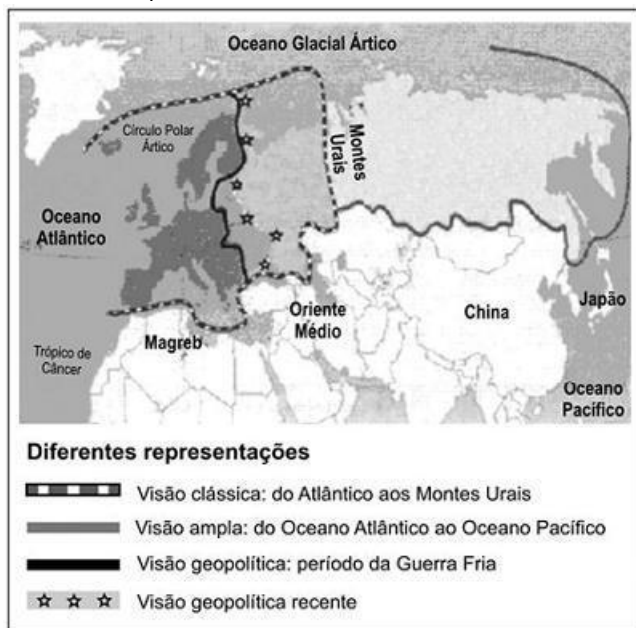 Oceano Glacial Ártico
Círculo Polar
Ártico
Montes
Urais
Oceano
Atlântico
Oriente
Médio
China
Japão
Magreb
Trópico de
Câncer
Oceano
Pacífico
Diferentes representações
Visão clássica: do Atlântico aos Montes Urais
Visão ampla: do Oceano Atlântico ao Oceano Pacífico
Visão geopolítica: período da Guerra Fria
Visão geopolítica recente